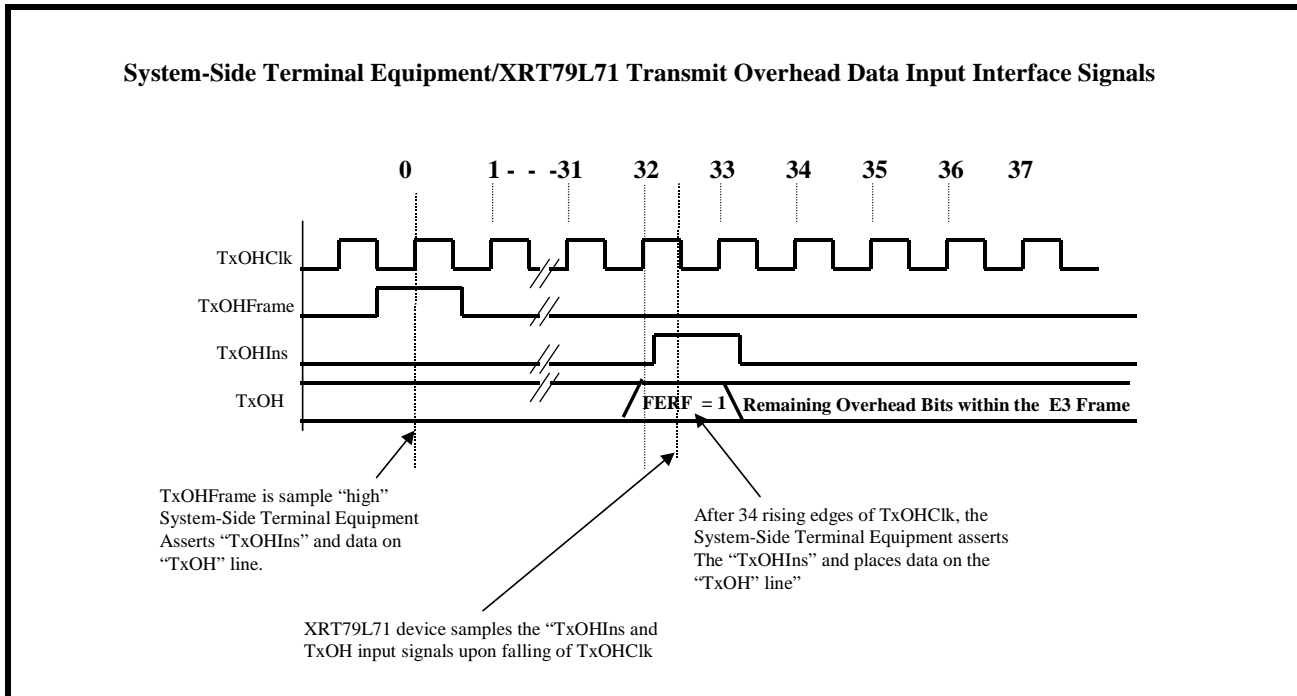 System-Side Terminal Equipment/XRT79L71 Transmit Overhead Data Input Interface Signals
0 1 - - -31 32 33 34 35 36 37
TxOHClk
TxOHFrame
TxOHIns
TxOH
FERF = 1
Remaining Overhead Bits within the E3 Frame
TxOHFrame is sample “high”
System-Side Terminal Equipment
Asserts “TxOHIns” and data on
“TxOH” line.
After 34 rising edges of TxOHClk, the
System-Side Terminal Equipment asserts
The “TxOHIns” and places data on the
“TxOH” line”
XRT79L71 device samples the “TxOHIns and
TxOH input signals upon falling of TxOHClk